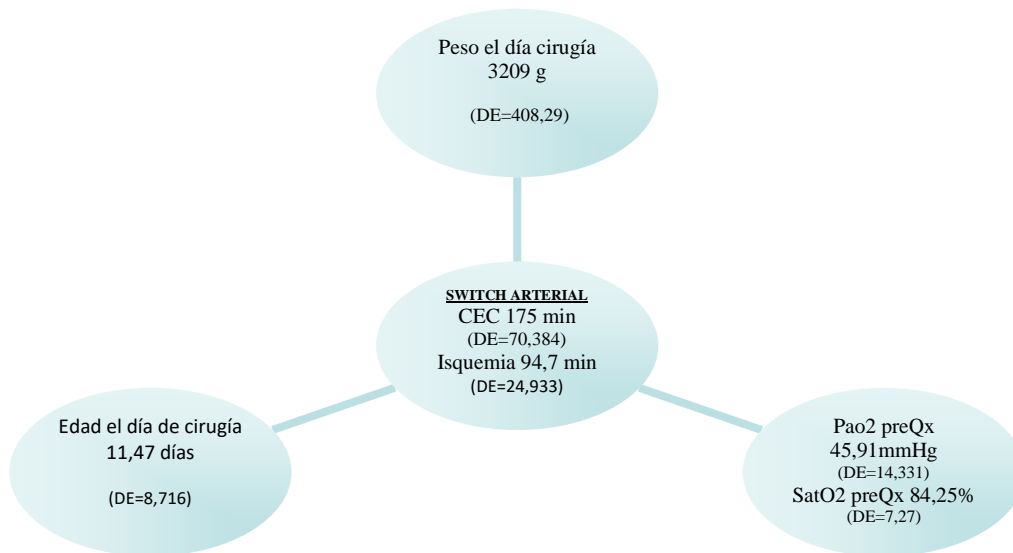 Peso el día cirugía
3209 g
(DE=408,29)
SWITCH ARTERIAL
CEC 175 min
(DE=70,384)
Isquemia 94,7 min
(DE=24,933)
Edad el día de cirugía
11,47 días
(DE=8,716)
Pao2 preQx
45,91mmHg
(DE=14,331)
SatO2 preQx 84,25%
(DE=7,27)